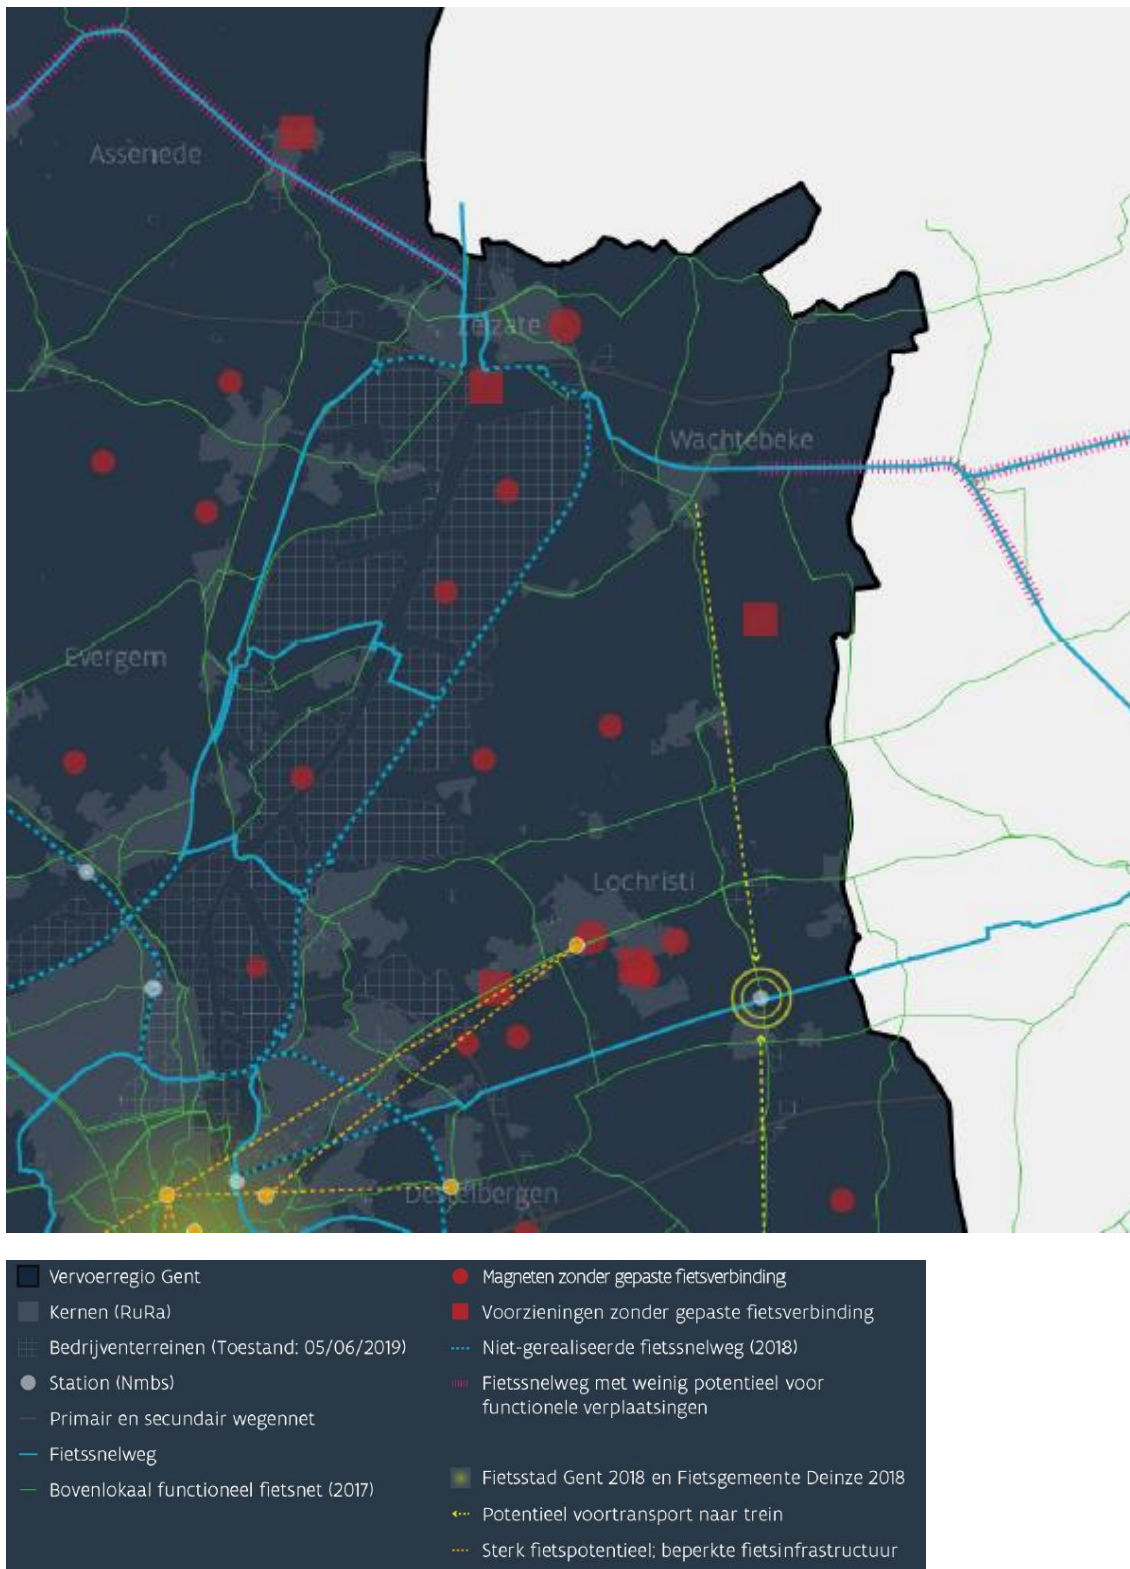 Assenede
Zelzate
Wachtebeke
Evergem
Lochristi
Destelbergen
Vervoerregio Gent
Kernen (RuRa)
Bedrijventerreinen (Toestand: 05/06/2019)
Station (Nmbs)
Primair en secundair wegennet
Fietssnelweg
Bovenlokaal functioneel fietsnet (2017)
Magneten zonder gepaste fietsverbinding
Voorzieningen zonder gepaste fietsverbinding
Niet-gerealiseerde fietssnelweg (2018)
Fietssnelweg met weinig potentieel voor
functionele verplaatsingen
Fietsstad Gent 2018 en Fietsgemeente Deinze 2018
Potentieel voortransport naar trein
Sterk fietspotentieel; beperkte fietsinfrastructuur